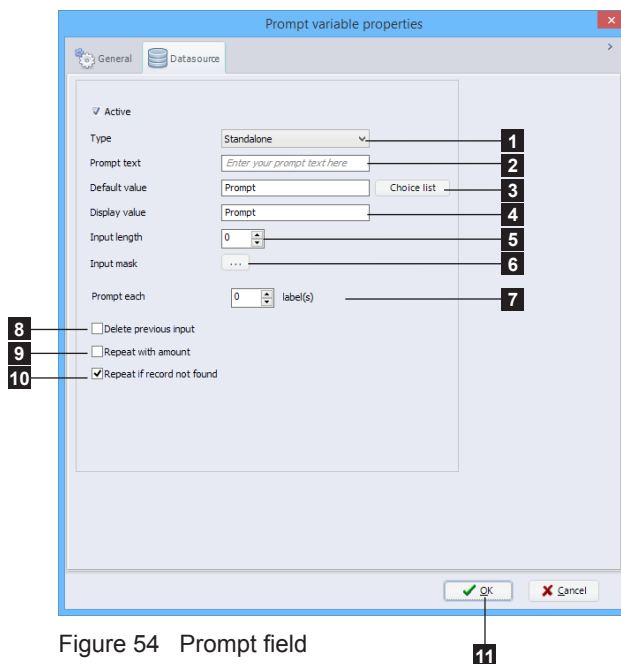 Prompt variable properties
General
Datasource
Active
Type Standalone 1
Prompt text Enter your prompt text here 2
Default value Prompt Choice list 3
Display value Prompt 4
Input length 0 5
Input mask ... 6
Prompt each 0 label(s) 7
8 Delete previous input
9 Repeat with amount
10 Repeat if record not found
OK Cancel
Figure 54 Prompt field
11